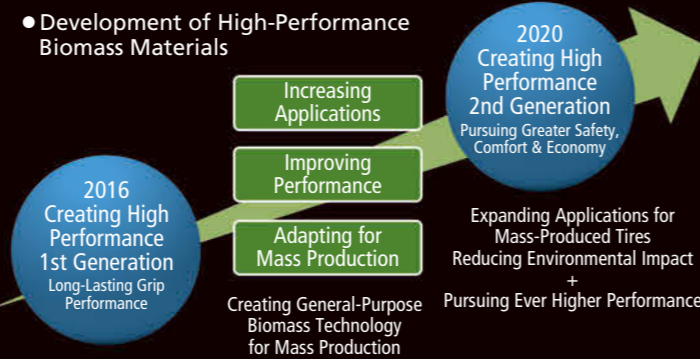 ● Development of High-Performance
Biomass Materials
2016
Creating High
Performance
1st Generation
Long-Lasting Grip
Performance
Increasing
Applications
Improving
Performance
Adapting for
Mass Production
Creating General-Purpose
Biomass Technology
for Mass Production
2020
Creating High
Performance
2nd Generation
Pursuing Greater Safety,
Comfort & Economy
Expanding Applications for
Mass-Produced Tires
Reducing Environmental Impact
+
Pursuing Ever Higher Performance